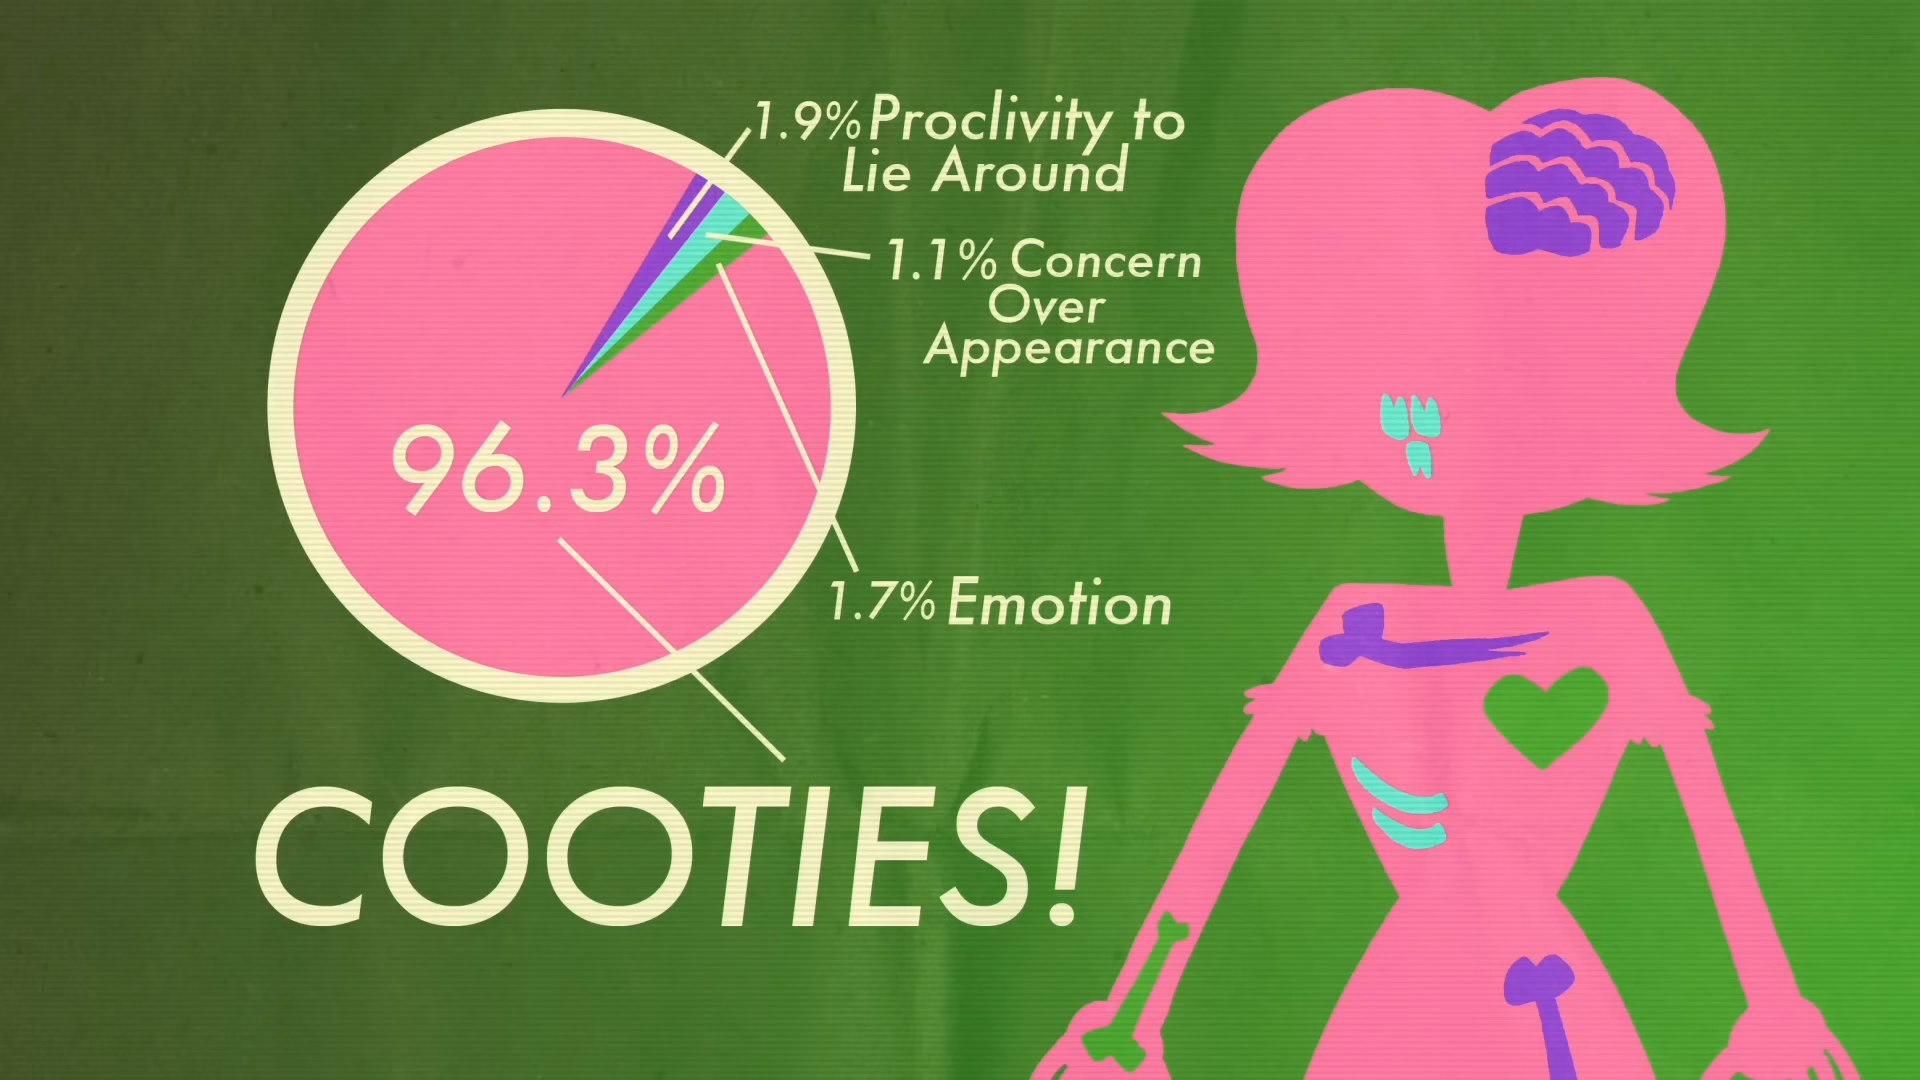 1.9% Proclivity to
Lie Around
1.1% Concern
Over
Appearance
96.3%
1.7% Emotion
COOTIES!